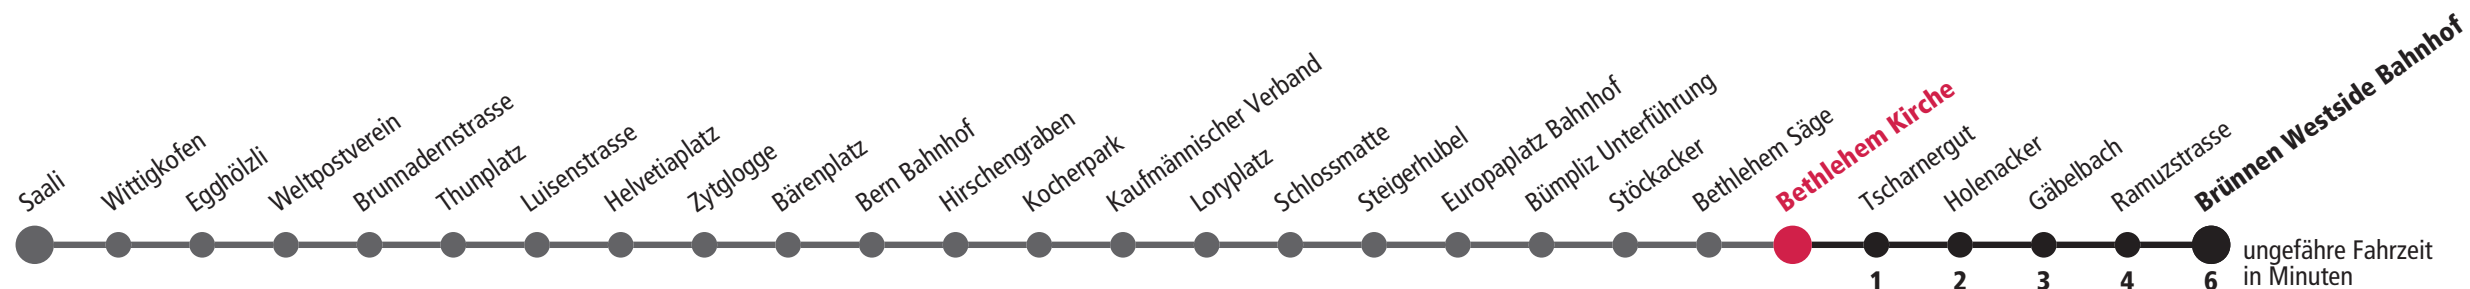 Saali
Wittigkofen
Egghölzli
Weltpostverein
Brunnadernstrasse
Thunplatz
Luisenstrasse
Helvetiaplatz
Zytglogge
Bärenplatz
Bern Bahnhof
Hirschengraben
Kocherpark
Kaufmännischer Verband
Loryplatz
Schlossmatte
Steigerhubel
Europaplatz Bahnhof
Bümpliz Unterführung
Stöckacker
Bethlehem Säge
Bethlehem Kirche
Tscharnergut
Holenacker
Gäbelbach
Ramuzstrasse
Brünnen Westside Bahnhof
1 2 3 4 6
ungefähre Fahrzeit
in Minuten